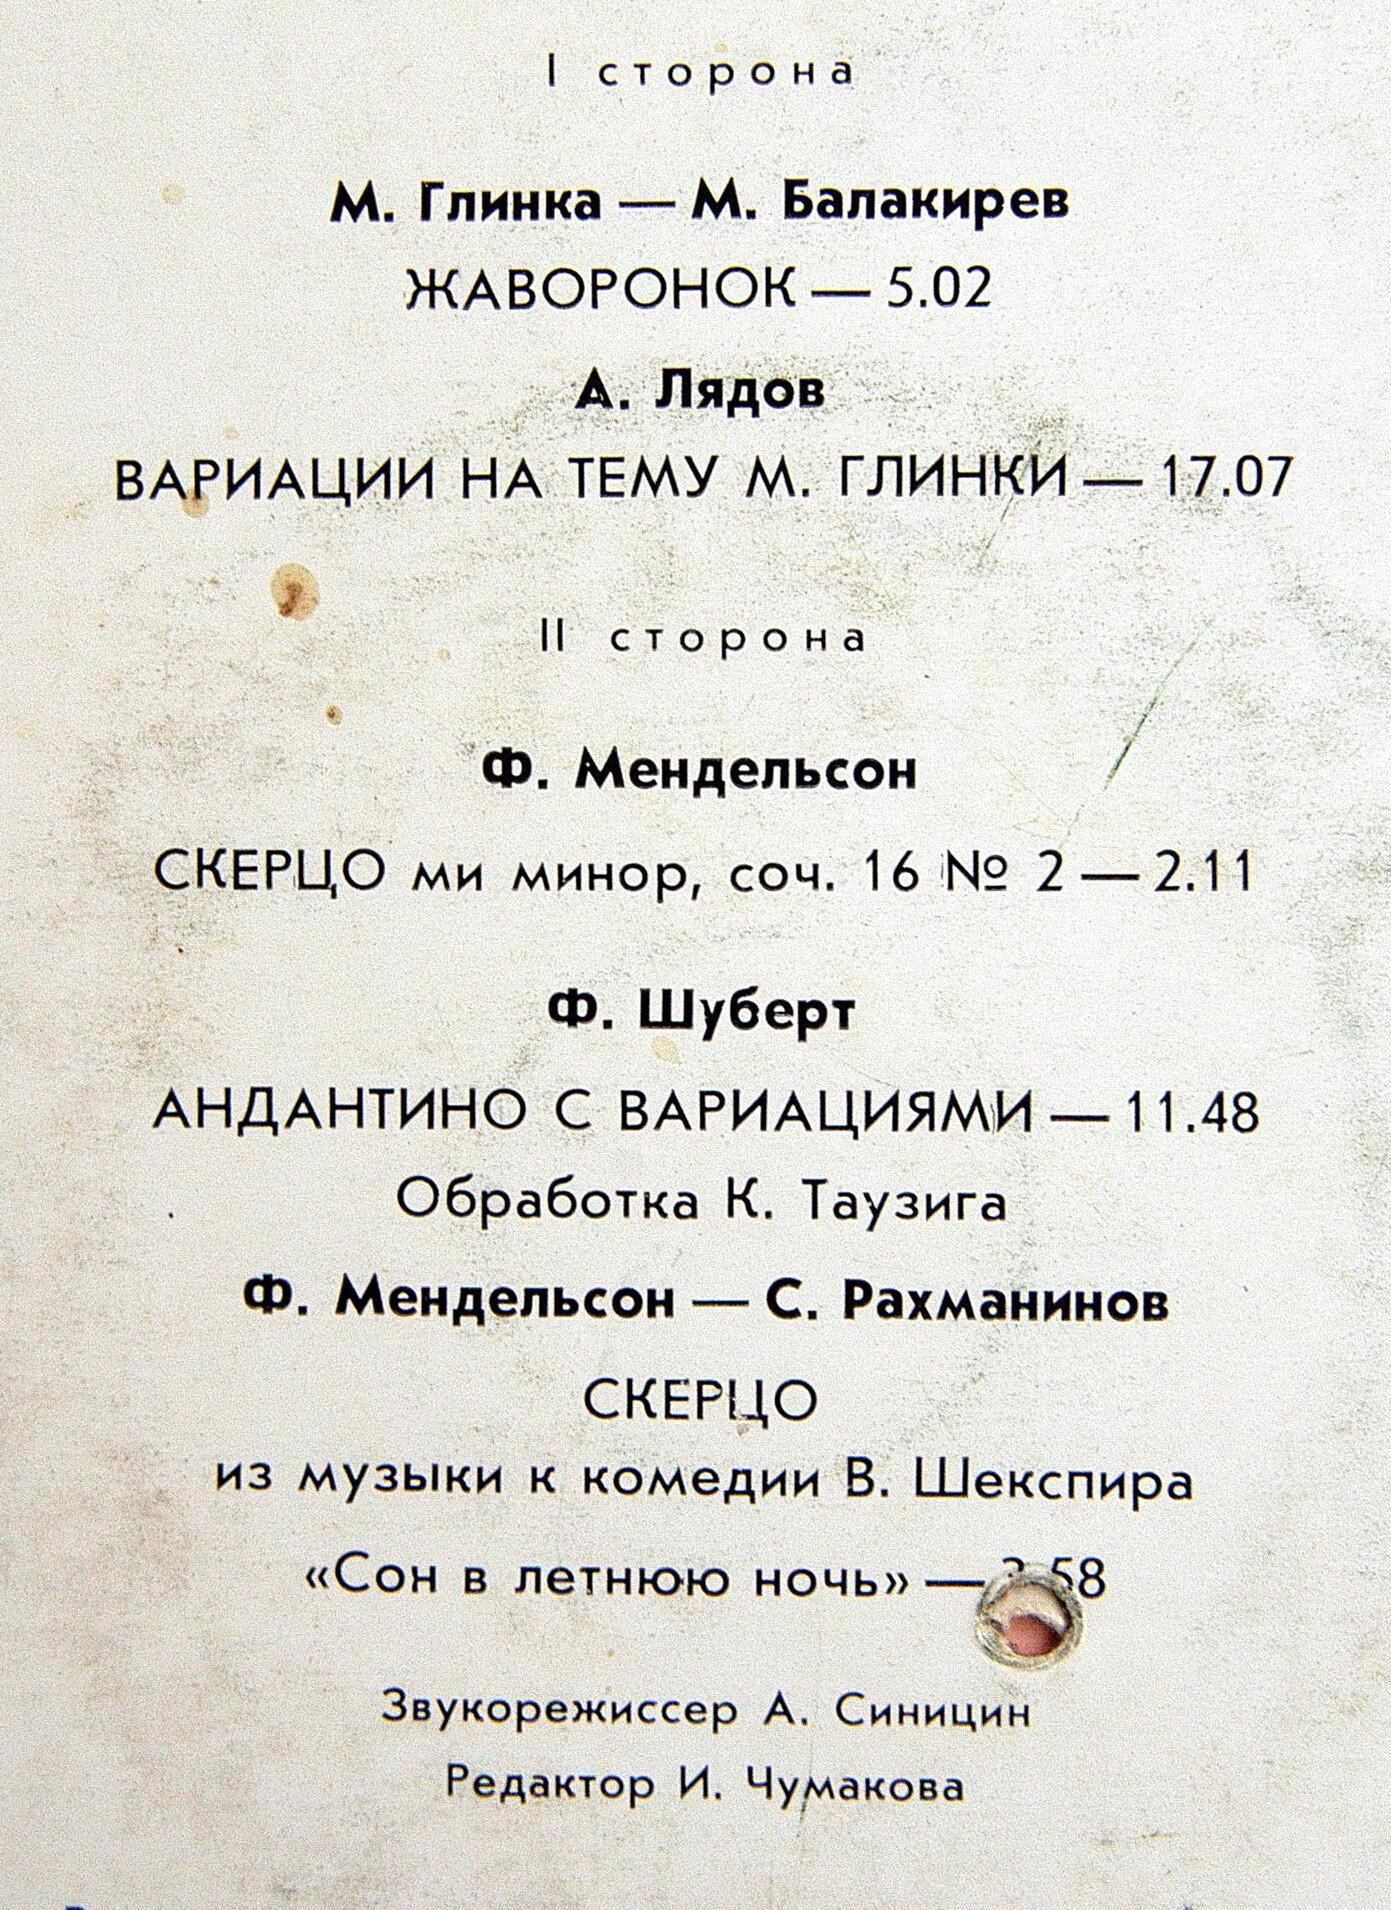 I сторона
М. Глинка — М. Балакирев
ЖАВОРОНОК — 5.02
А. Лядов
ВАРИАЦИИ НА ТЕМУ М. ГЛИНКИ — 17.07
II сторона
Ф. Мендельсон
СКЕРЦО ми минор, соч. 16 № 2 — 2.11
Ф. Шуберт
АНДАНТИНО С ВАРИАЦИЯМИ — 11.48
Обработка К. Таузига
Ф. Мендельсон — С. Рахманинов
СКЕРЦО
из музыки к комедии В. Шекспира
«Сон в летнюю ночь» —
Звукорежиссер А. Синицин
Редактор И. Чумакова